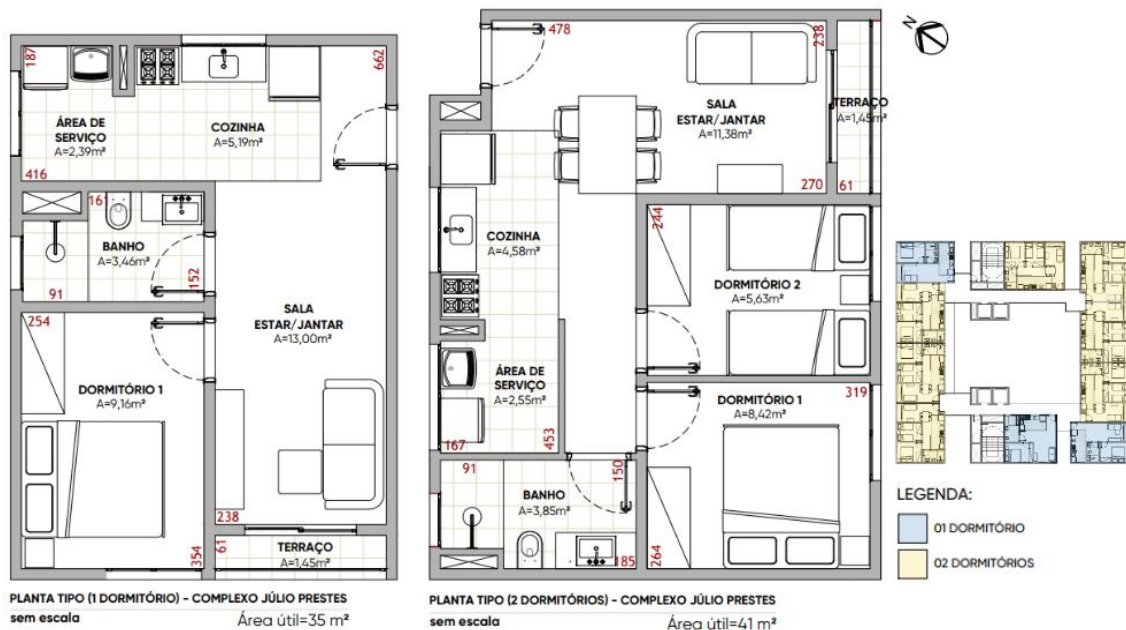 187
662
ÁREA DE
SERVIÇO
A=2,39m²
COZINHA
A=5,19m²
416
161
BANHO
A=3,46m²
91
152
254
SALA
ESTAR/JANTAR
A=13,00m²
DORMITÓRIO 1
A=9,16m²
238
354
61
TERRAÇO
A=1,45m²
PLANTA TIPO (1 DORMITÓRIO) - COMPLEXO JÚLIO PRESTES
sem escala
Área útil=35 m²
478
238
SALA
ESTAR/JANTAR
A=11,38m²
TERRAÇO
A=1,45m²
270
61
COZINHA
A=4,58m²
244
DORMITÓRIO 2
A=5,63m²
ÁREA DE
SERVIÇO
A=2,55m²
167
453
DORMITÓRIO 1
A=8,42m²
319
91
150
BANHO
A=3,85m²
185
264
PLANTA TIPO (2 DORMITÓRIOS) - COMPLEXO JÚLIO PRESTES
sem escala
Área útil=41 m²
N
LEGENDA:
01 DORMITÓRIO
02 DORMITÓRIOS